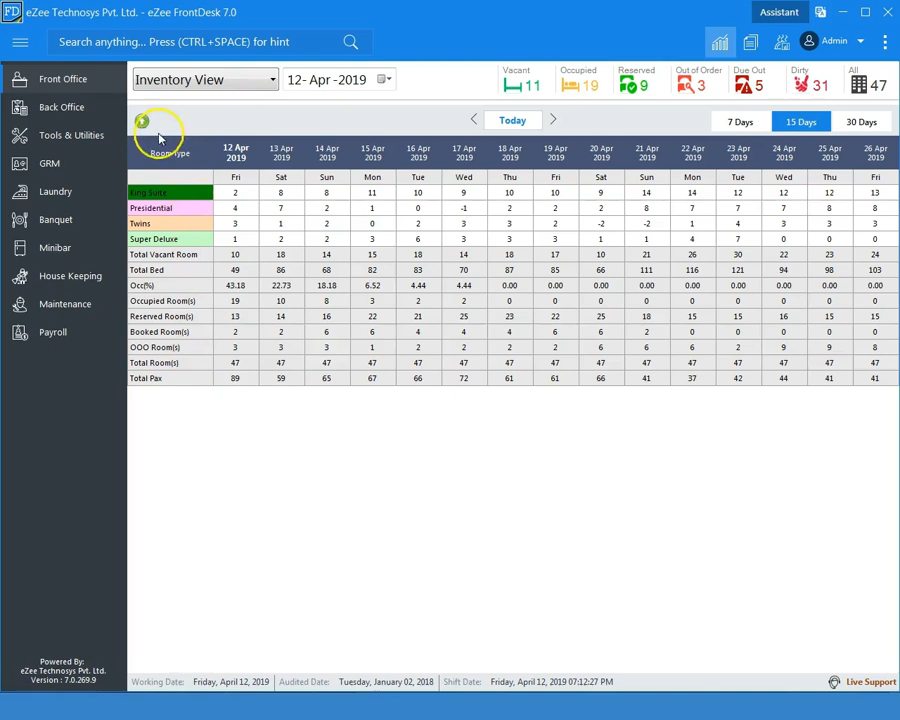 FD eZee Technosys Pvt. Ltd. - eZee FrontDesk 7.0 Assistant
Search anything... Press (CTRL+SPACE) for hint Admin
Front Office
Back Office
Tools & Utilities
GRM
Laundry
Banquet
Minibar
House Keeping
Maintenance
Payroll
Powered By:
eZee Technosys Pvt. Ltd.
Version : 7.0.269.9
Inventory View 12- Apr -2019
Vacant 11
Occupied 19
Reserved 9
Out of Order 3
Due Out 5
Dirty 31
All 47
Today 7 Days 15 Days 30 Days
Room Type 12 Apr 2019 13 Apr 2019 14 Apr 2019 15 Apr 2019 16 Apr 2019 17 Apr 2019 18 Apr 2019 19 Apr 2019 20 Apr 2019 21 Apr 2019 22 Apr 2019 23 Apr 2019 24 Apr 2019 25 Apr 2019 26 Apr 2019
Fri Sat Sun Mon Tue Wed Thu Fri Sat Sun Mon Tue Wed Thu Fri
King Suite 2 8 8 11 10 9 10 10 9 14 14 12 12 12 13
Presidential 4 7 2 1 0 -1 2 2 2 8 7 7 7 8 8
Twins 3 1 2 0 2 3 3 2 -2 -2 1 4 3 3 3
Super Deluxe 1 2 2 3 6 3 3 3 1 1 4 7 0 0 0
Total Vacant Room 10 18 14 15 18 14 18 17 10 21 26 30 22 23 24
Total Bed 49 86 68 82 83 70 87 85 66 111 116 121 94 98 103
Occ(%) 43.18 22.73 18.18 6.52 4.44 4.44 0.00 0.00 0.00 0.00 0.00 0.00 0.00 0.00 0.00
Occupied Room(s) 19 10 8 3 2 2 0 0 0 0 0 0 0 0 0
Reserved Room(s) 13 14 16 22 21 25 23 22 25 18 15 15 16 15 15
Booked Room(s) 2 2 6 6 4 4 4 6 6 2 0 0 0 0 0
OOO Room(s) 3 3 3 1 2 2 2 2 6 6 6 2 9 9 8
Total Room(s) 47 47 47 47 47 47 47 47 47 47 47 47 47 47 47
Total Pax 89 59 65 67 66 72 61 61 66 41 37 42 44 41 41
Working Date: Friday, April 12, 2019 Audited Date: Tuesday, January 02, 2018 Shift Date: Friday, April 12, 2019 07:12:27 PM Live Support